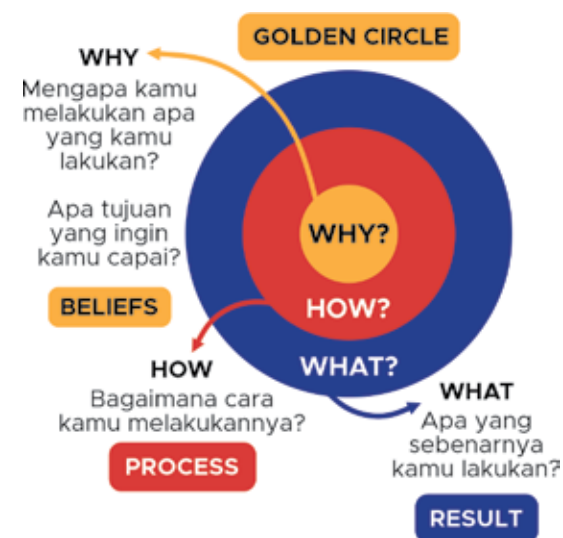 GOLDEN CIRCLE
WHY
Mengapa kamu
melakukan apa
yang kamu
lakukan?
Apa tujuan
yang ingin
kamu capai?
BELIEFS
WHY?
HOW?
WHAT?
HOW
Bagaimana cara
kamu melakukannya?
PROCESS
WHAT
Apa yang
sebenarnya
kamu lakukan?
RESULT